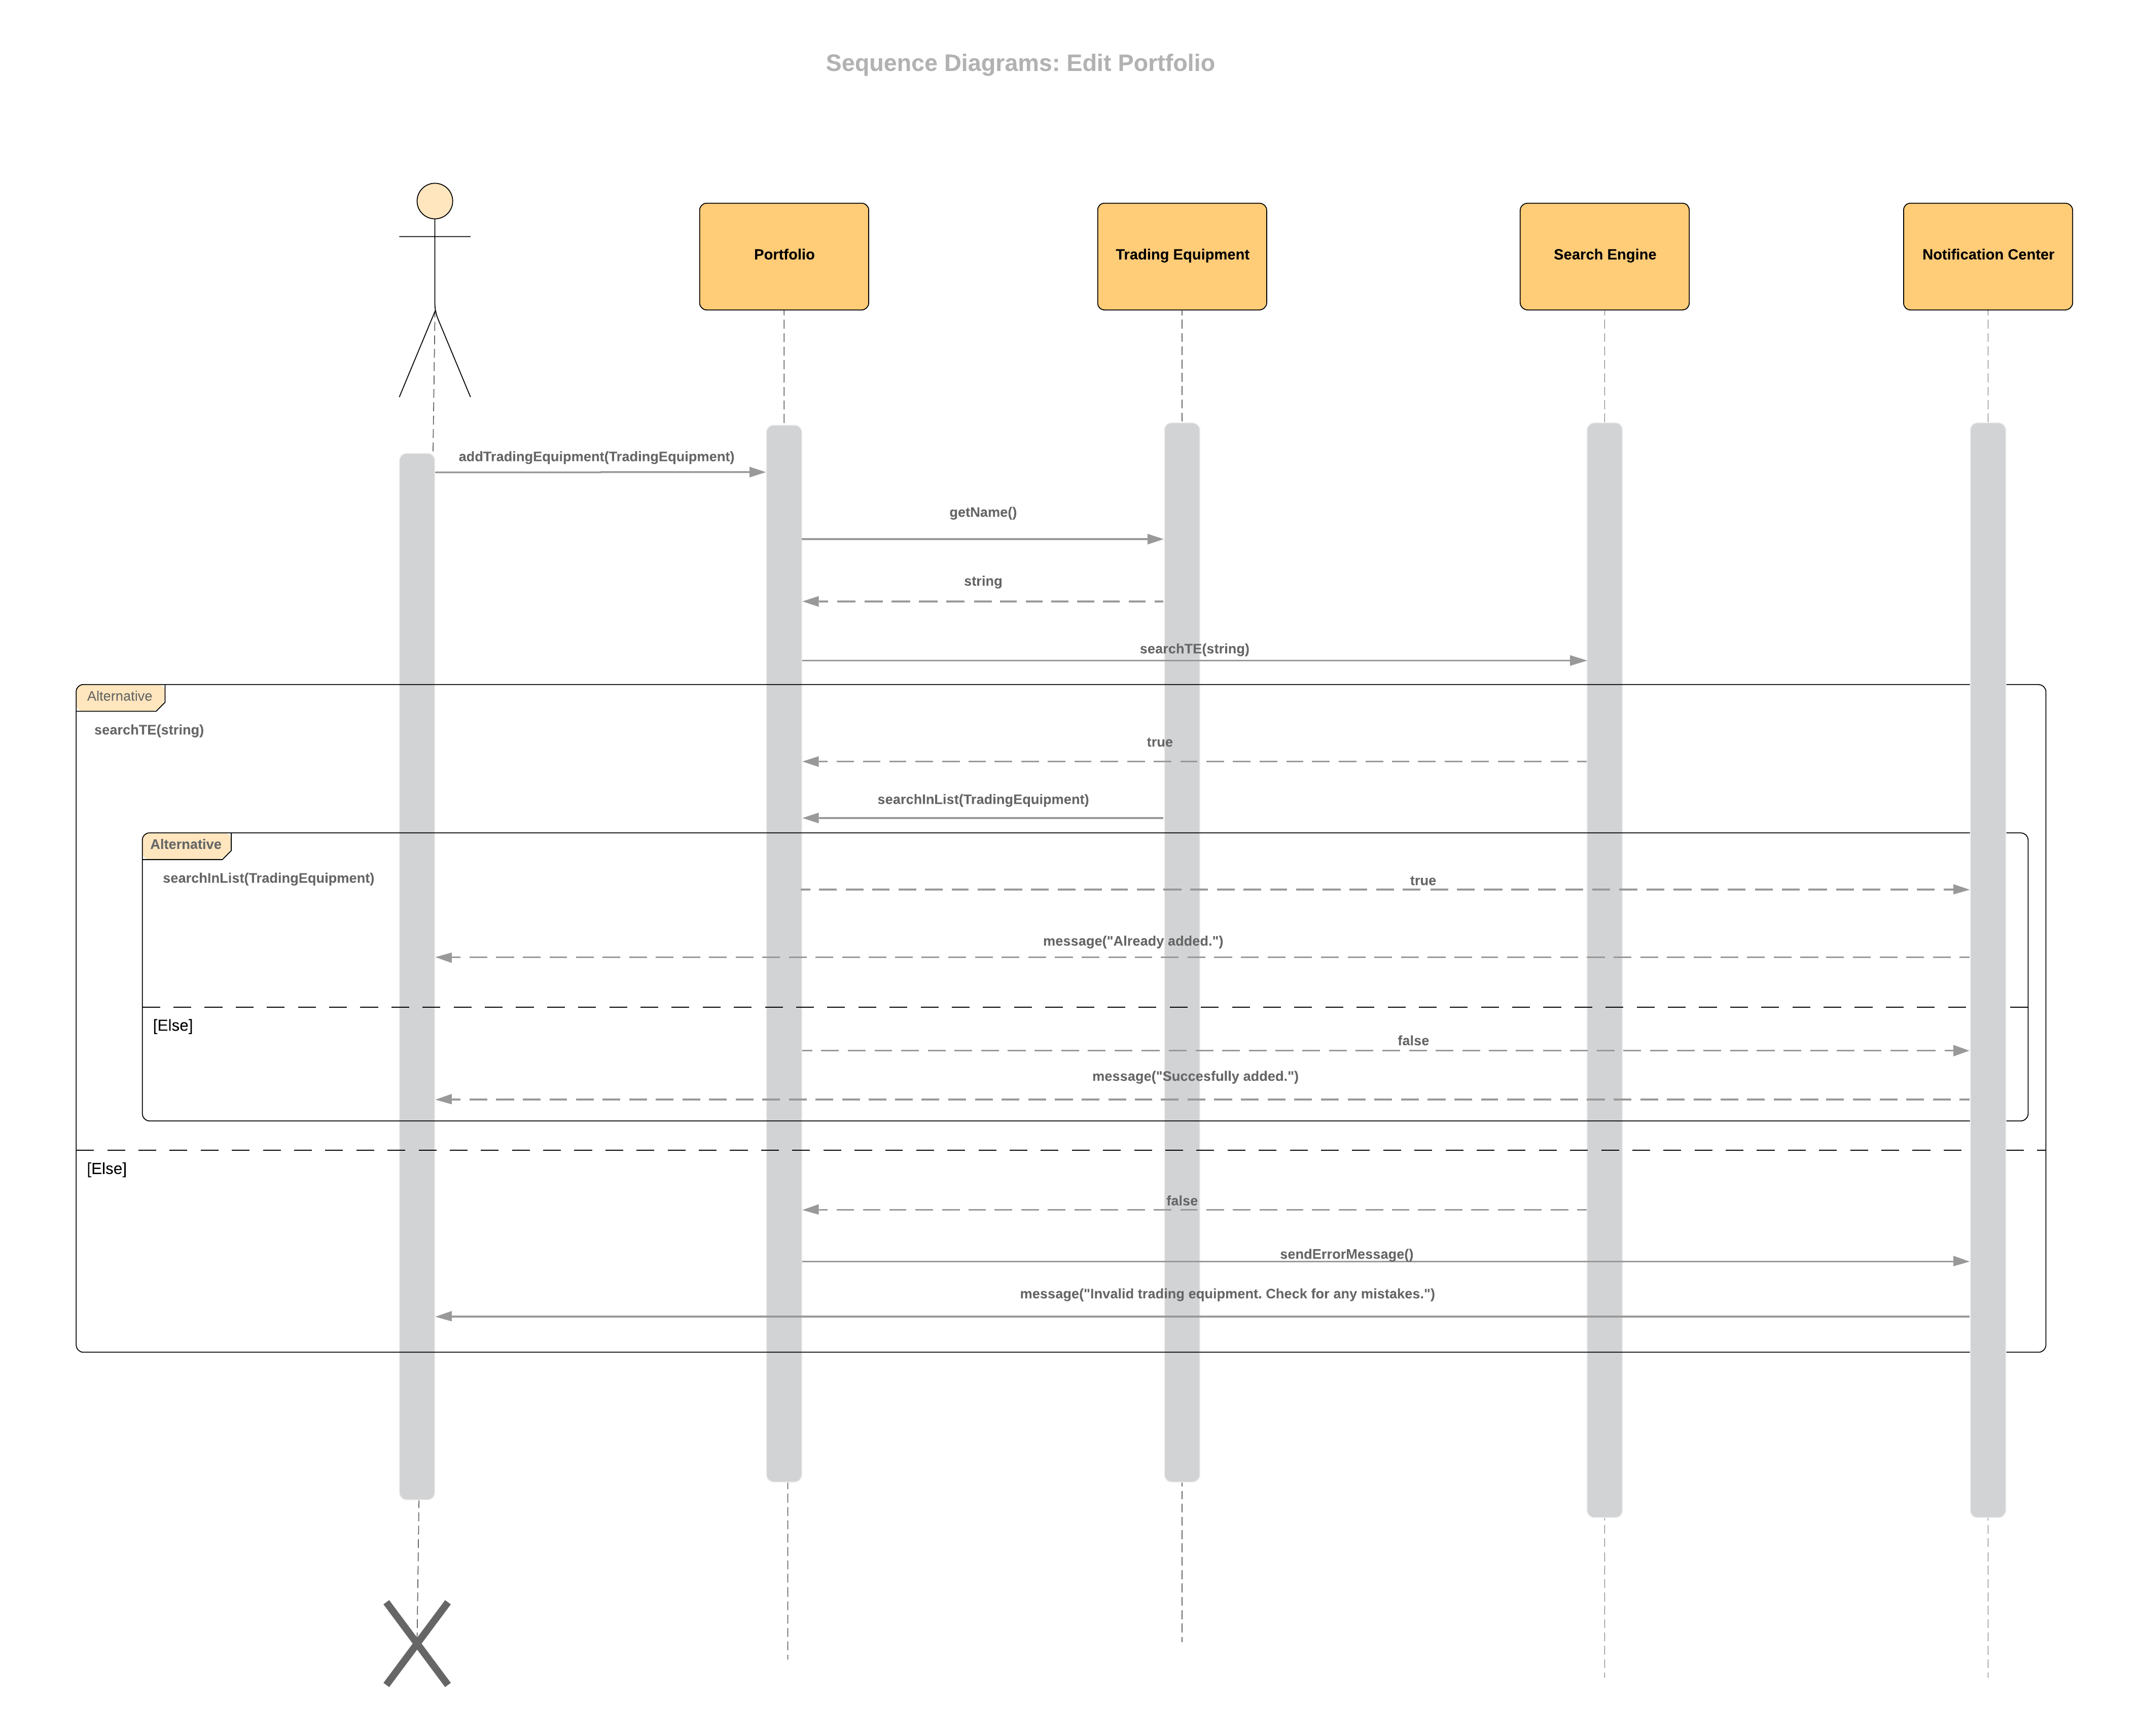 Sequence Diagrams: Edit Portfolio
Portfolio
Trading Equipment
Search Engine
Notification Center
addTradingEquipment(TradingEquipment)
getName()
string
searchTE(string)
Alternative
searchTE(string)
true
searchInList(TradingEquipment)
Alternative
searchInList(TradingEquipment)
true
message("Already added.")
[Else]
false
message("Succesfully added.")
[Else]
false
sendErrorMessage()
message("Invalid trading equipment. Check for any mistakes.")